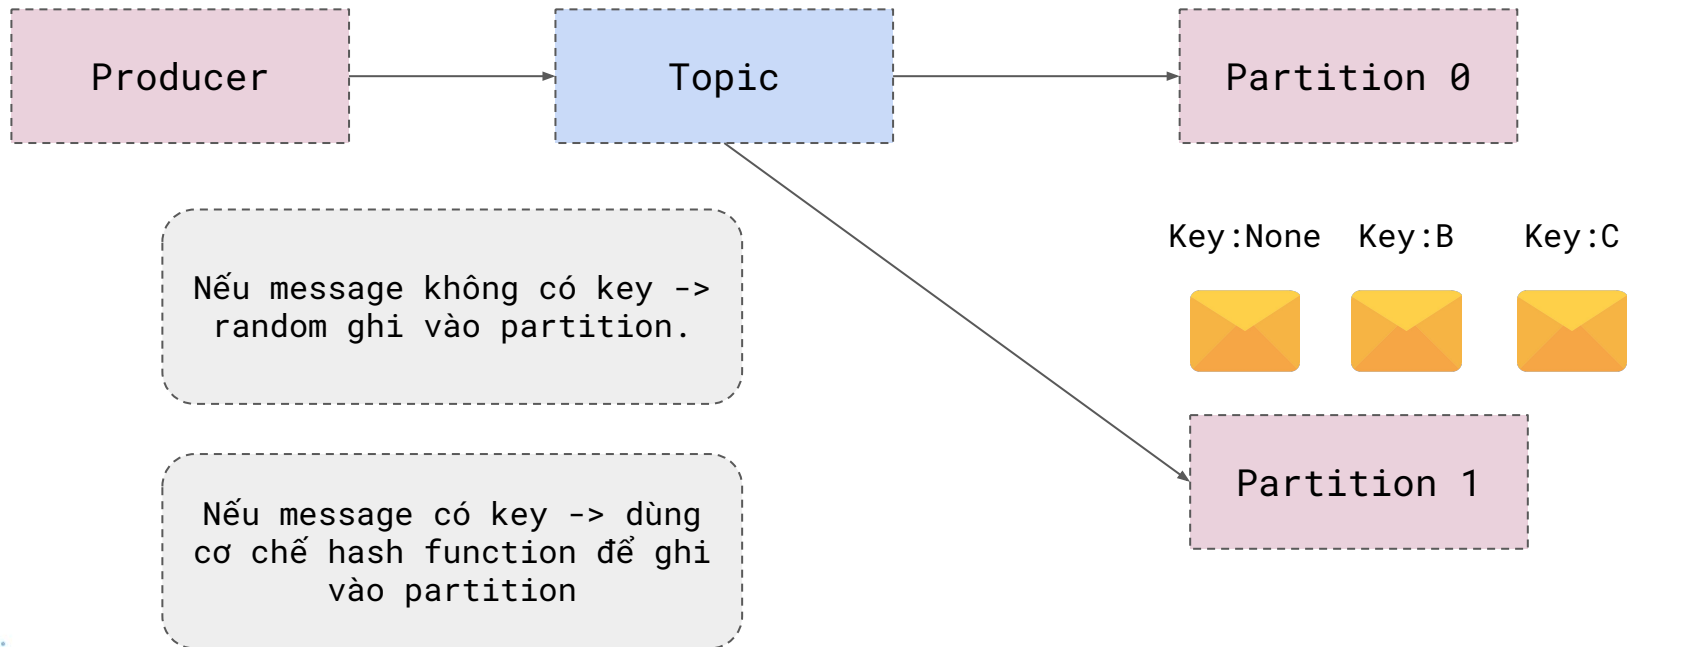 Producer
Topic
Partition 0
Key:None
Key:B
Key:C
Nếu message không có key ->
random ghi vào partition.
Partition 1
Nếu message có key -> dùng
cơ chế hash function để ghi
vào partition